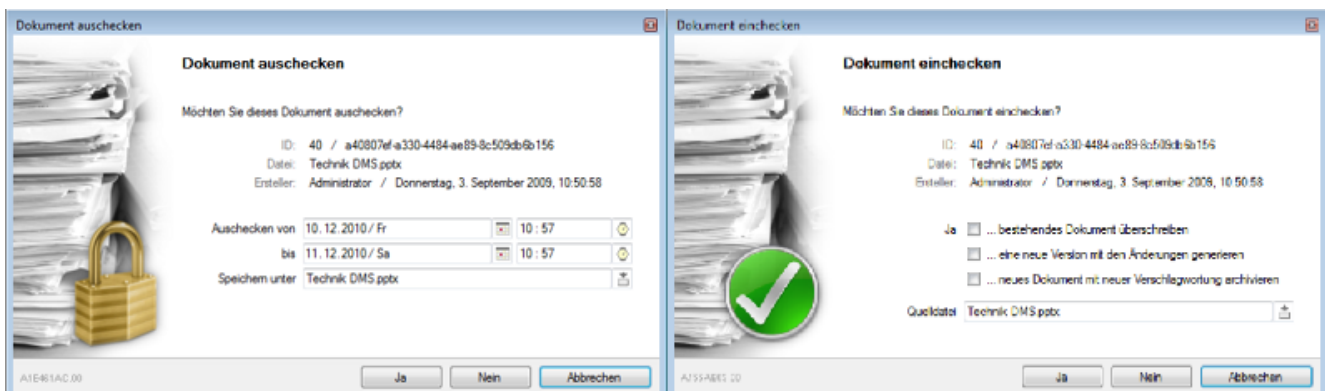 Dokument auschecken
Dokument auschecken
Möchten Sie dieses Dokument auschecken?
ID: 40 / a40807ef-a330-4484-ae89-8c509db6b156
Datei: Technik DMS.pptx
Ersteller: Administrator / Donnerstag, 3. September 2009, 10:50:58
Auschecken von 10.12.2010 / Fr 10 : 57
bis 11.12.2010 / Sa 10 : 57
Speichern unter Technik DMS.pptx
A1E461AC.00
Ja Nein Abbrechen
Dokument einchecken
Dokument einchecken
Möchten Sie dieses Dokument einchecken?
ID: 40 / a40807ef-a330-4484-ae89-8c509db6b156
Datei: Technik DMS.pptx
Ersteller: Administrator / Donnerstag, 3. September 2009, 10:50:58
Ja ... bestehendes Dokument überschreiben
... eine neue Version mit den Änderungen generieren
... neues Dokument mit neuer Verschlagwortung archivieren
Quelldatei Technik DMS.pptx
Ja Nein Abbrechen